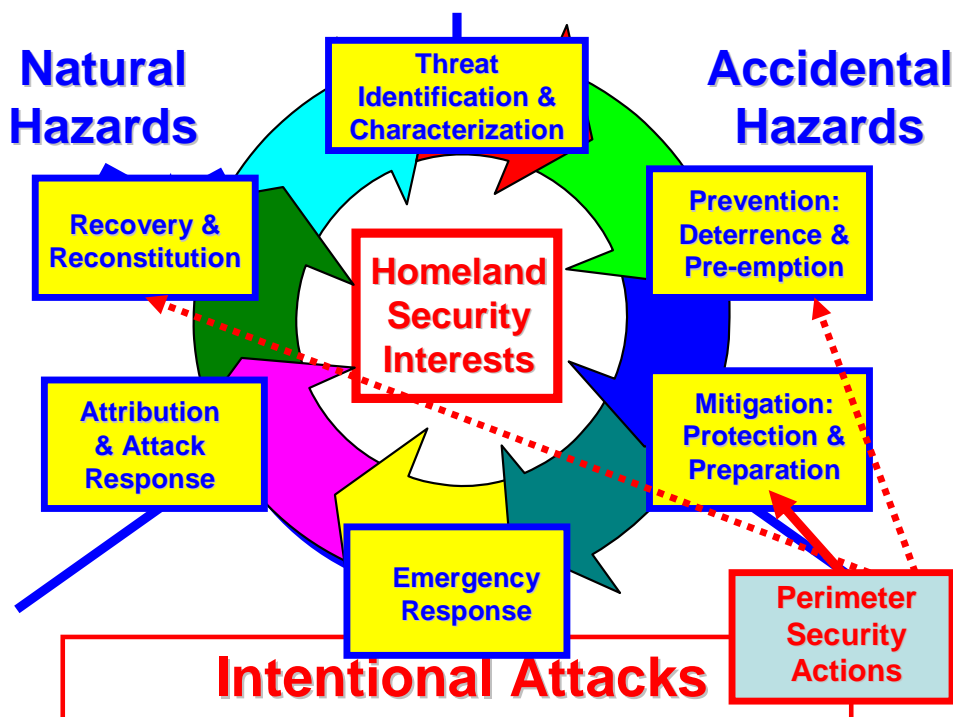 Natural
Hazards
Threat
Identification &
Characterization
Accidental
Hazards
Recovery &
Reconstitution
Prevention:
Deterrence &
Pre-emption
Homeland
Security
Interests
Attribution
& Attack
Response
Mitigation:
Protection &
Preparation
Emergency
Response
Perimeter
Security
Actions
Intentional Attacks